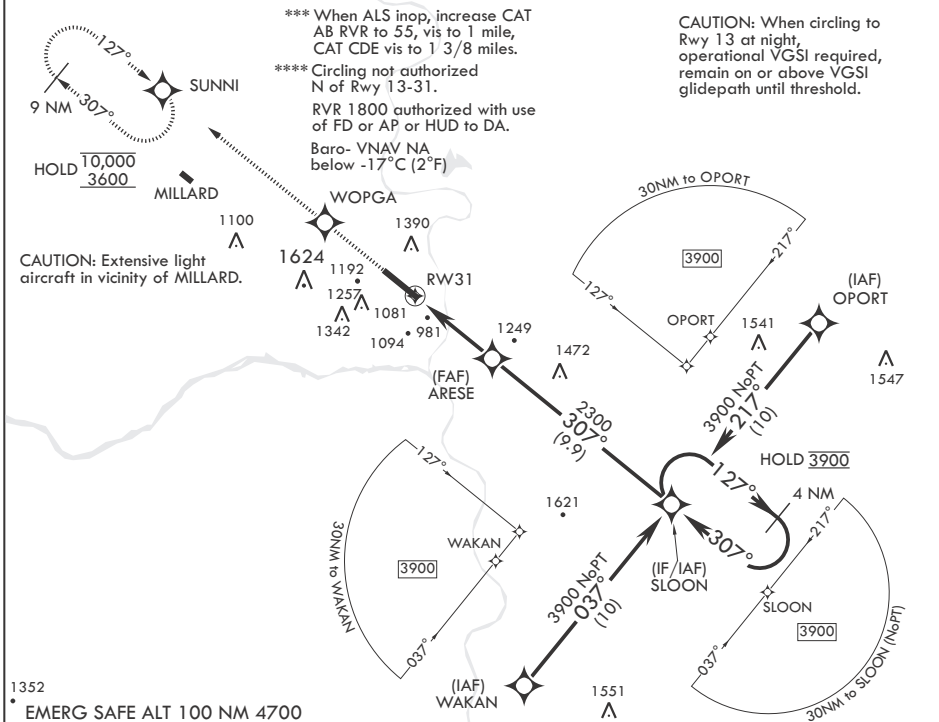 *** When ALS inop, increase CAT
AB RVR to 55, vis to 1 mile,
CAT CDE vis to 1 3/8 miles.
**** Circling not authorized
N of Rwy 13-31.
RVR 1800 authorized with use
of FD or AP or HUD to DA.
Baro- VNAV NA
below -17°C (2°F)
CAUTION: When circling to
Rwy 13 at night,
operational VGSI required,
remain on or above VGSI
glidepath until threshold.
127°
SUNNI
9 NM
307°
HOLD 10,000
3600
MILLARD
WOPGA
1100
1390
CAUTION: Extensive light
aircraft in vicinity of MILLARD.
1624
1192
RW31
1257
1081
1342
1094
981
1249
(FAF)
ARESE
1472
30NM to OPORT
3900
217°
127°
OPORT
(IAF)
OPORT
1541
1547
3900 NoPT
217°
(10)
2300
307°
(9.9)
HOLD 3900
127°
4 NM
307°
(IF/IAF)
SLOON
1621
127°
30NM to WAKAN
WAKAN
3900
037°
3900 NoPT
037°
(10)
(IAF)
WAKAN
217°
SLOON
3900
037°
30NM to SLOON (NoPT)
1551
1352
EMERG SAFE ALT 100 NM 4700